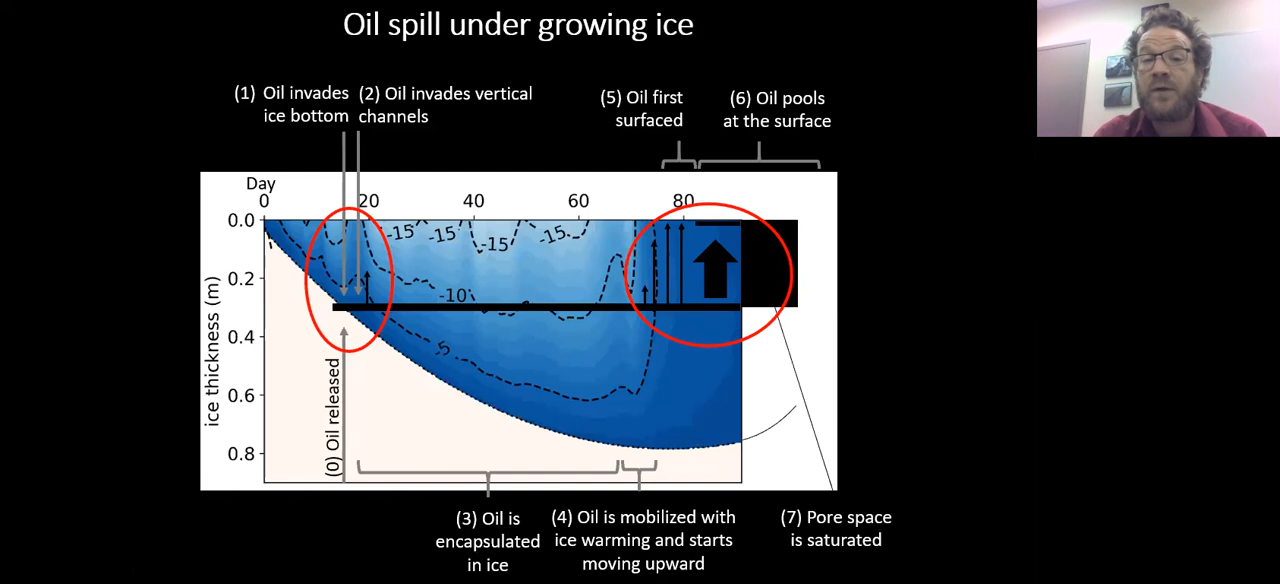 Oil spill under growing ice
(1) Oil invades
ice bottom
(2) Oil invades vertical
channels
(5) Oil first
surfaced
(6) Oil pools
at the surface
Day
0 20 40 60 80
0.0
0.2
0.4
0.6
0.8
ice thickness (m)
-15
-15
-15
-15
-10
-5
(0) Oil released
(3) Oil is
encapsulated
in ice
(4) Oil is mobilized with
ice warming and starts
moving upward
(7) Pore space
is saturated